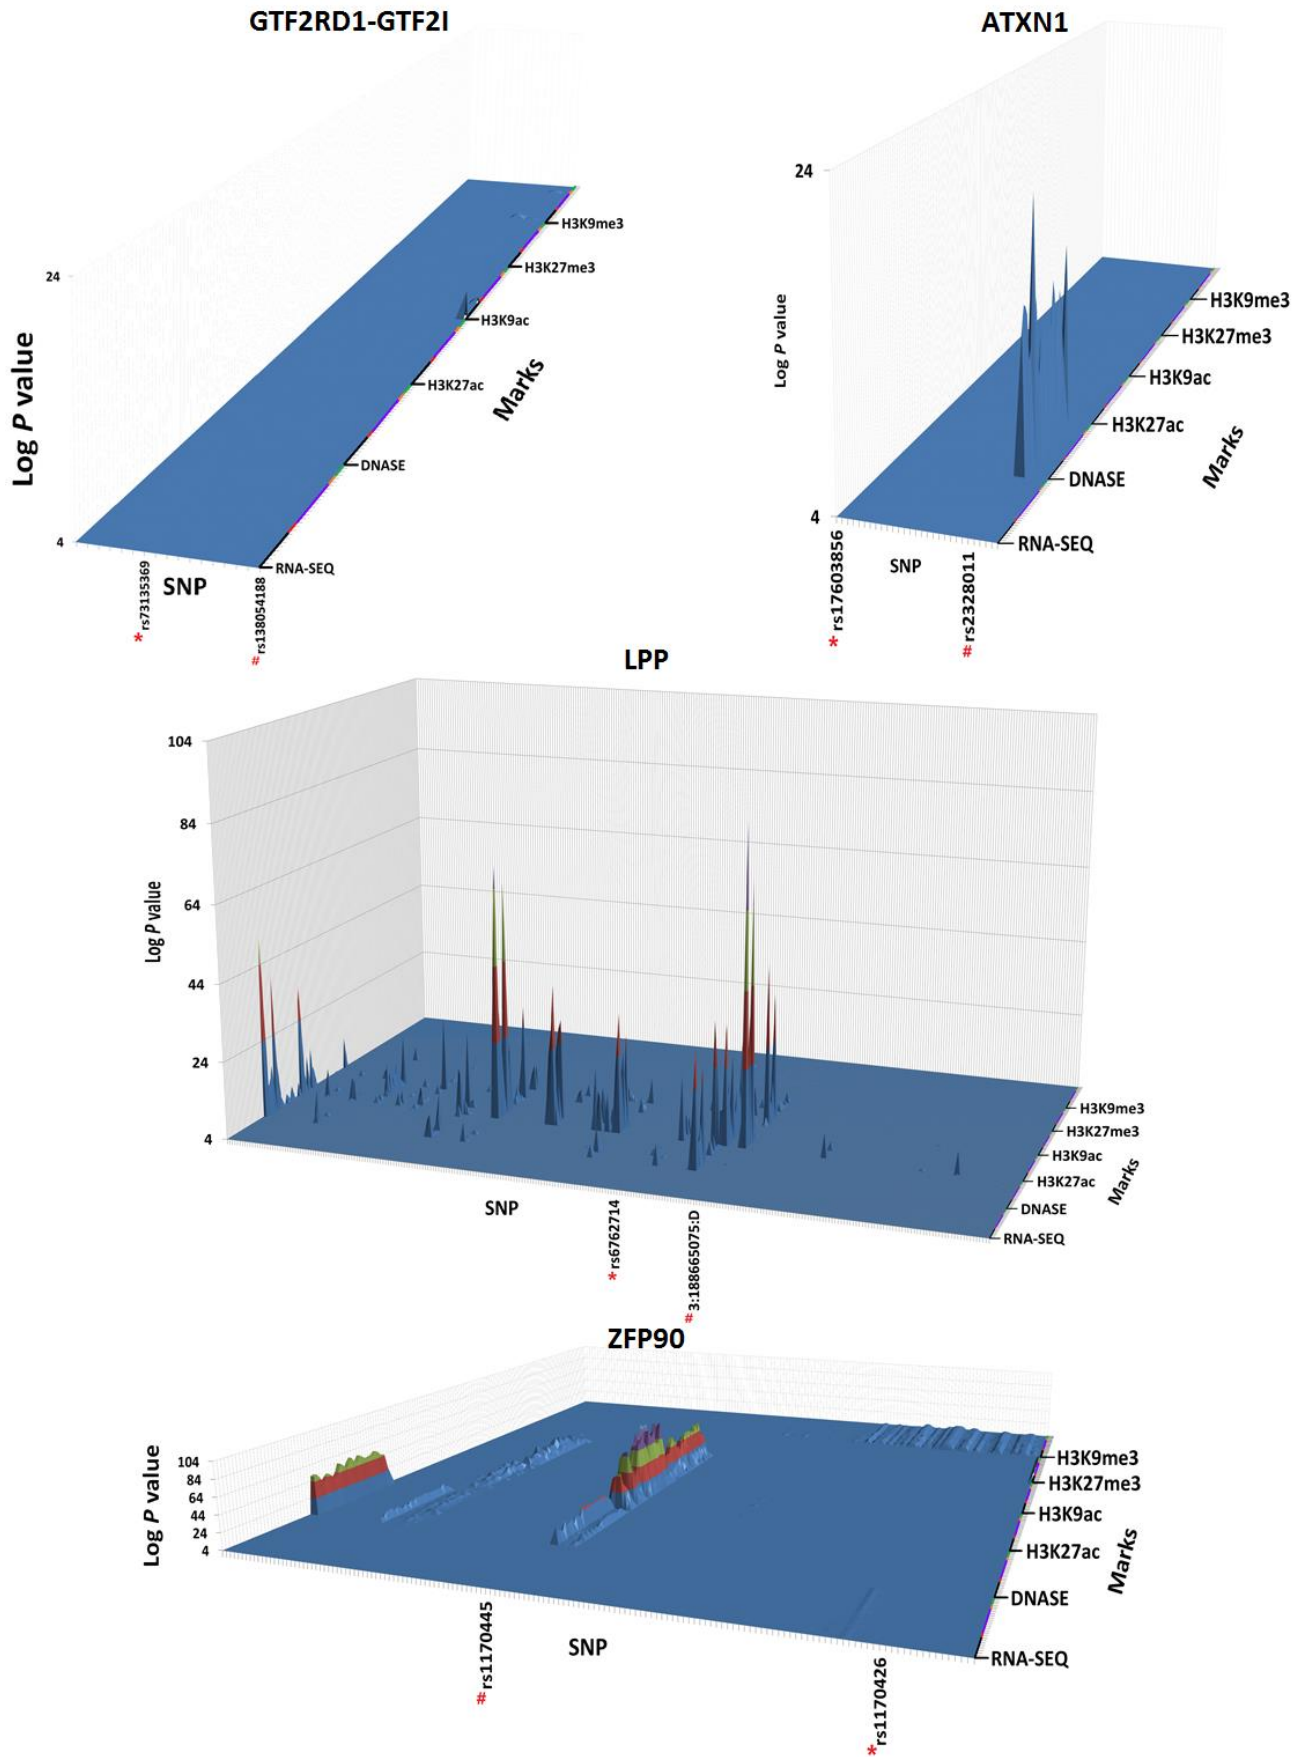 GTF2RD1-GTF2I
24
4
Log P value
H3K9me3
H3K27me3
H3K9ac
H3K27ac
DNASE
RNA-SEQ
Marks
SNP
*rs73135369
#rs138054188
ATXN1
24
4
Log P value
H3K9me3
H3K27me3
H3K9ac
H3K27ac
DNASE
RNA-SEQ
Marks
SNP
*rs17603856
#rs2328011
LPP
104
84
64
44
24
4
Log P value
H3K9me3
H3K27me3
H3K9ac
H3K27ac
DNASE
RNA-SEQ
Marks
SNP
*rs6762714
#3:188665075:D
ZFP90
104
84
64
44
24
4
Log P value
H3K9me3
H3K27me3
H3K9ac
H3K27ac
DNASE
RNA-SEQ
Marks
SNP
#rs1170445
*rs1170426